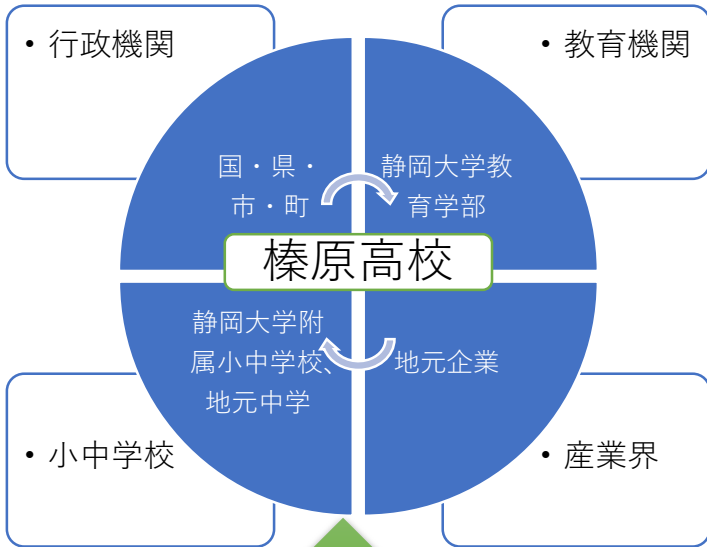 • 行政機関
• 教育機関
国・県・
市・町
静岡大学教
育学部
榛原高校
静岡大学附
属小中学校、
地元中学
地元企業
• 小中学校
• 産業界